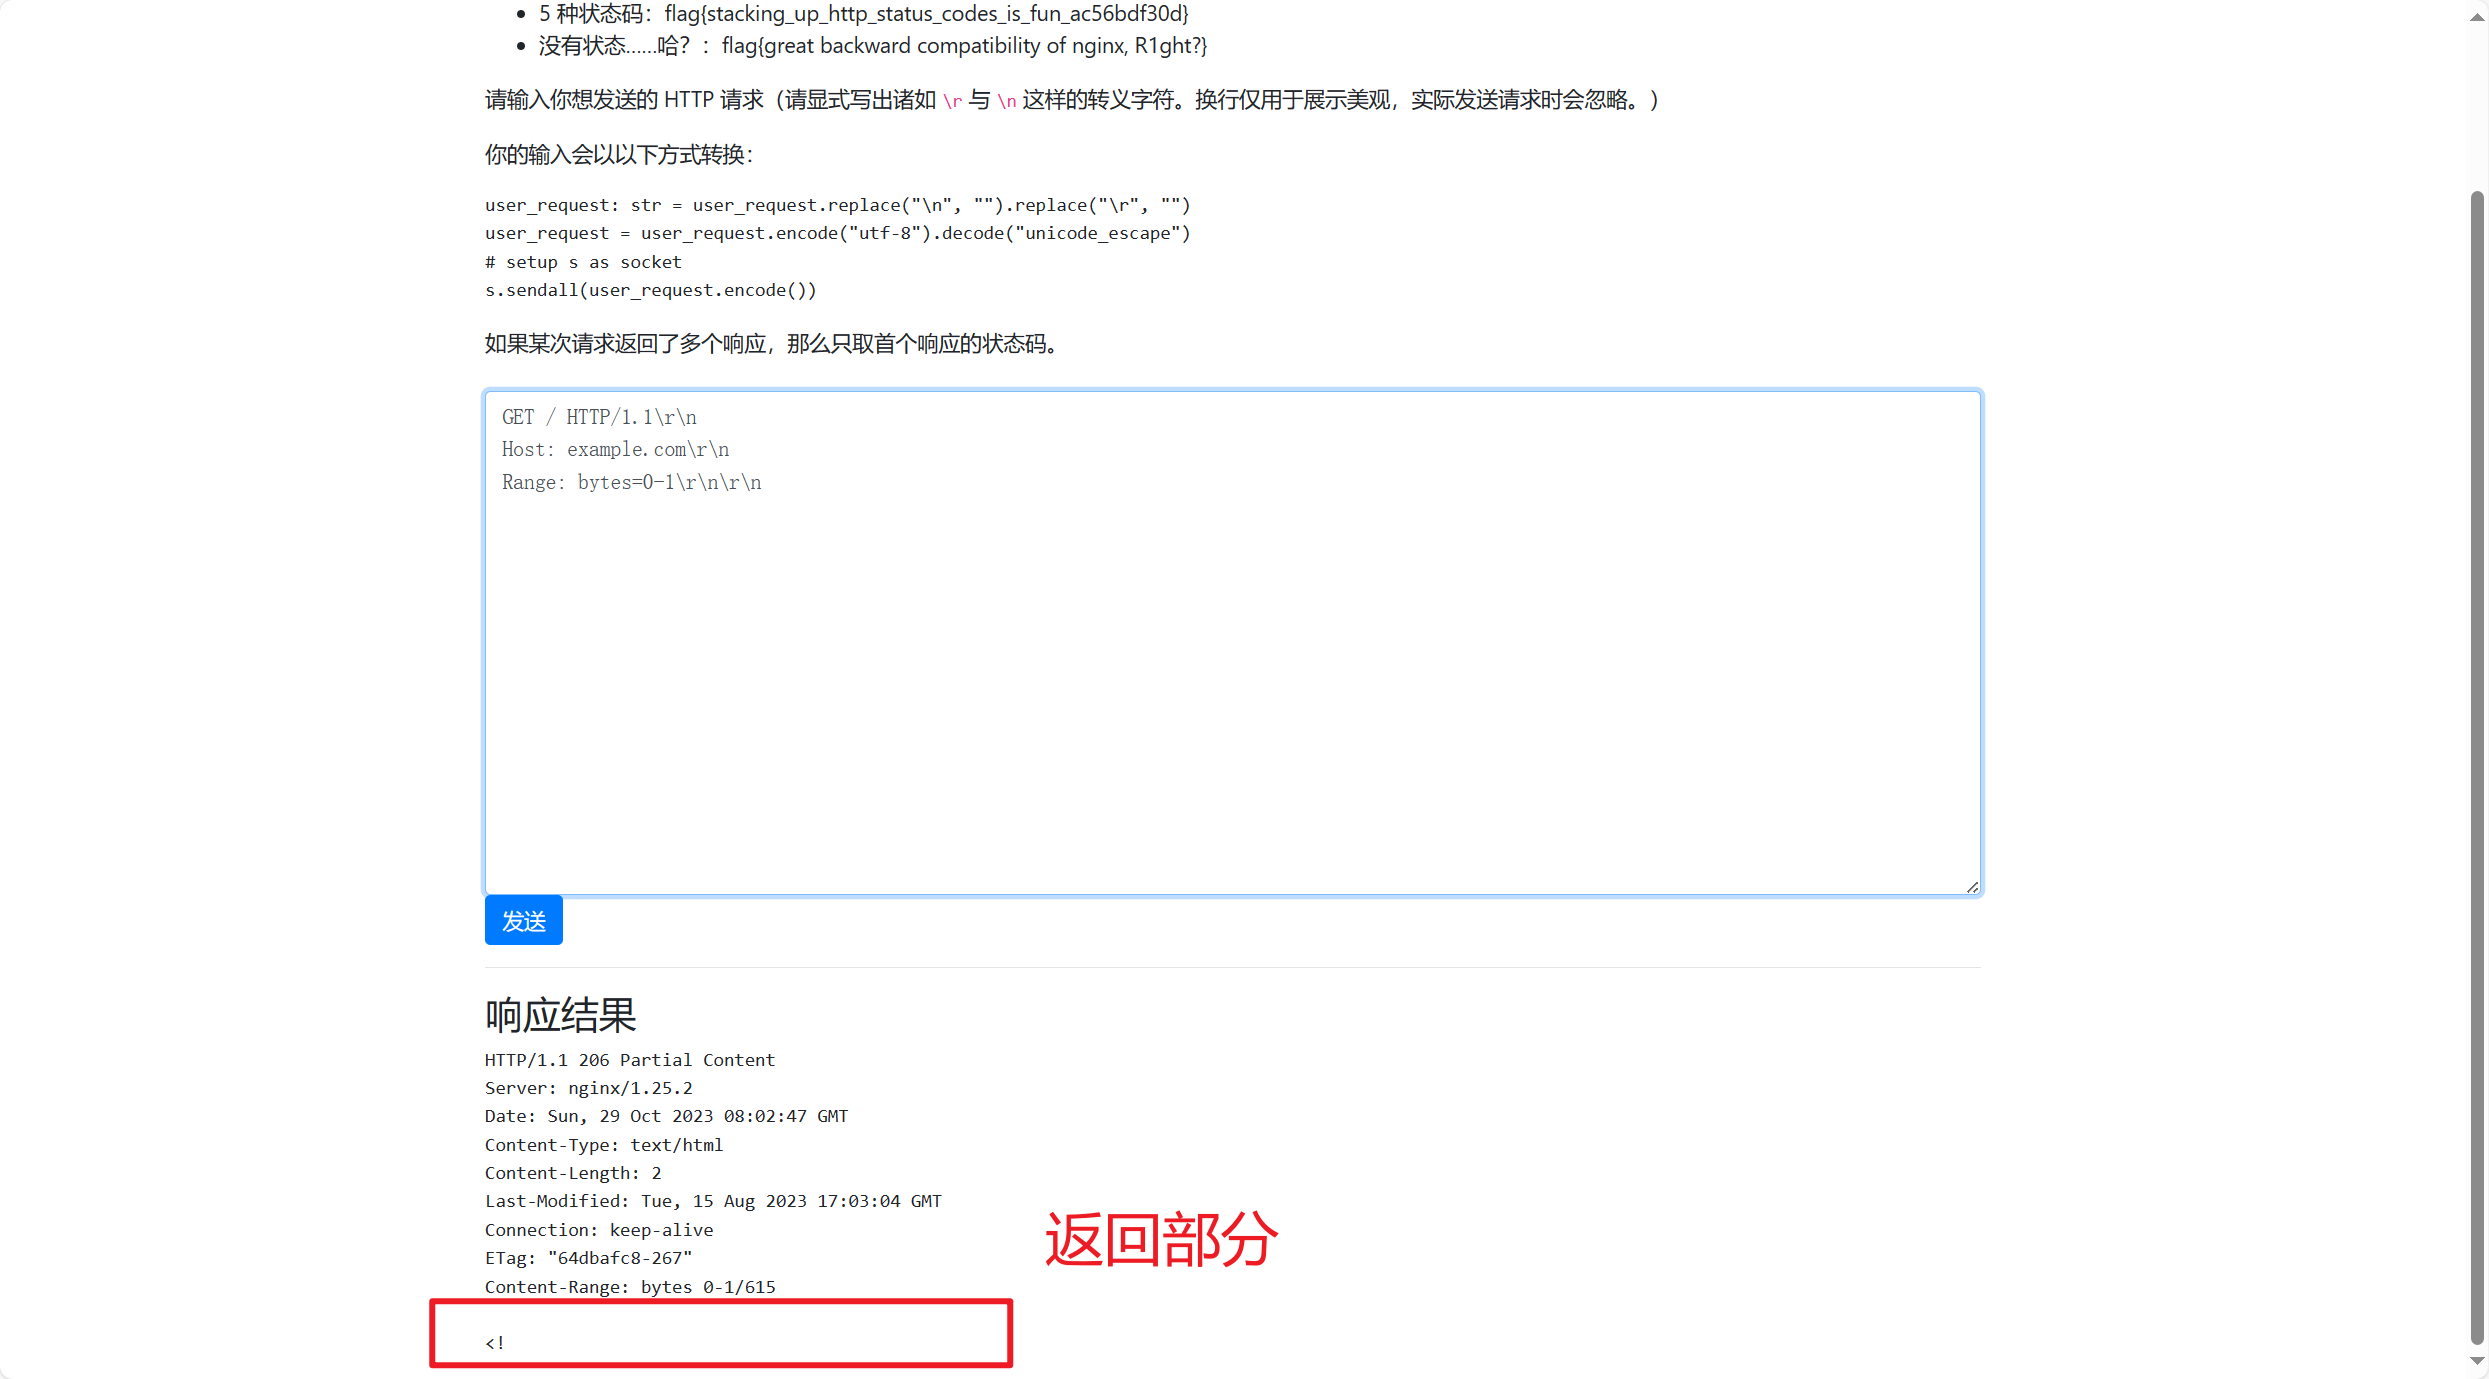 5 种状态码：flag{stacking_up_http_status_codes_is_fun_ac56bdf30d}
没有状态……哈？：flag{great backward compatibility of nginx, R1ght?}
请输入你想发送的 HTTP 请求（请显式写出诸如 \r 与 \n 这样的转义字符。换行仅用于展示美观，实际发送请求时会忽略。）
你的输入会以以下方式转换：
user_request: str = user_request.replace("\n", "").replace("\r", "")
user_request = user_request.encode("utf-8").decode("unicode_escape")
# setup s as socket
s.sendall(user_request.encode())
如果某次请求返回了多个响应，那么只取首个响应的状态码。
GET / HTTP/1.1\r\n
Host: example.com\r\n
Range: bytes=0-1\r\n\r\n
发送
响应结果
HTTP/1.1 206 Partial Content
Server: nginx/1.25.2
Date: Sun, 29 Oct 2023 08:02:47 GMT
Content-Type: text/html
Content-Length: 2
Last-Modified: Tue, 15 Aug 2023 17:03:04 GMT
Connection: keep-alive
ETag: "64dbafc8-267"
Content-Range: bytes 0-1/615
返回部分
<!